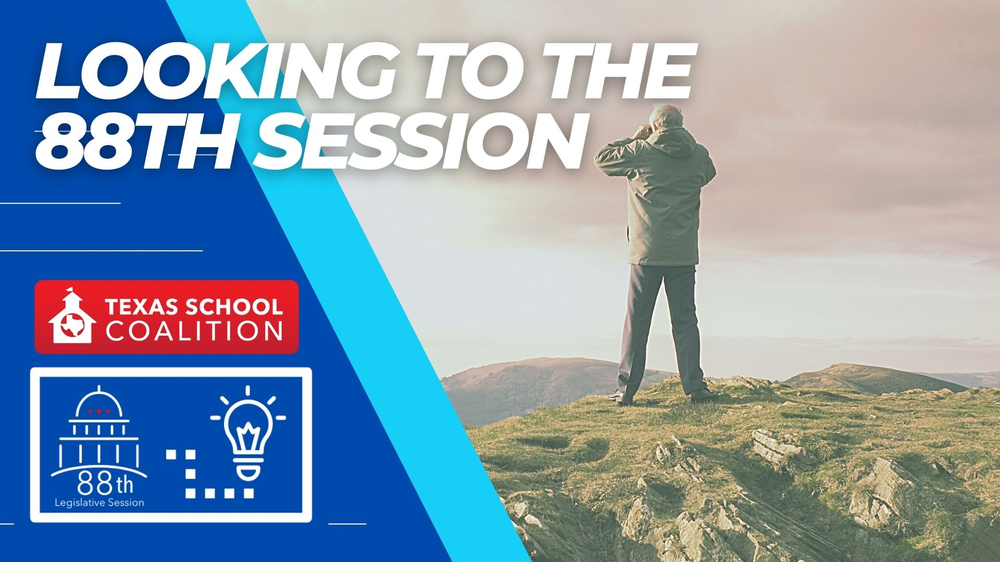 LOOKING TO THE
88TH SESSION
TEXAS SCHOOL
COALITION
88th
Legislative Session